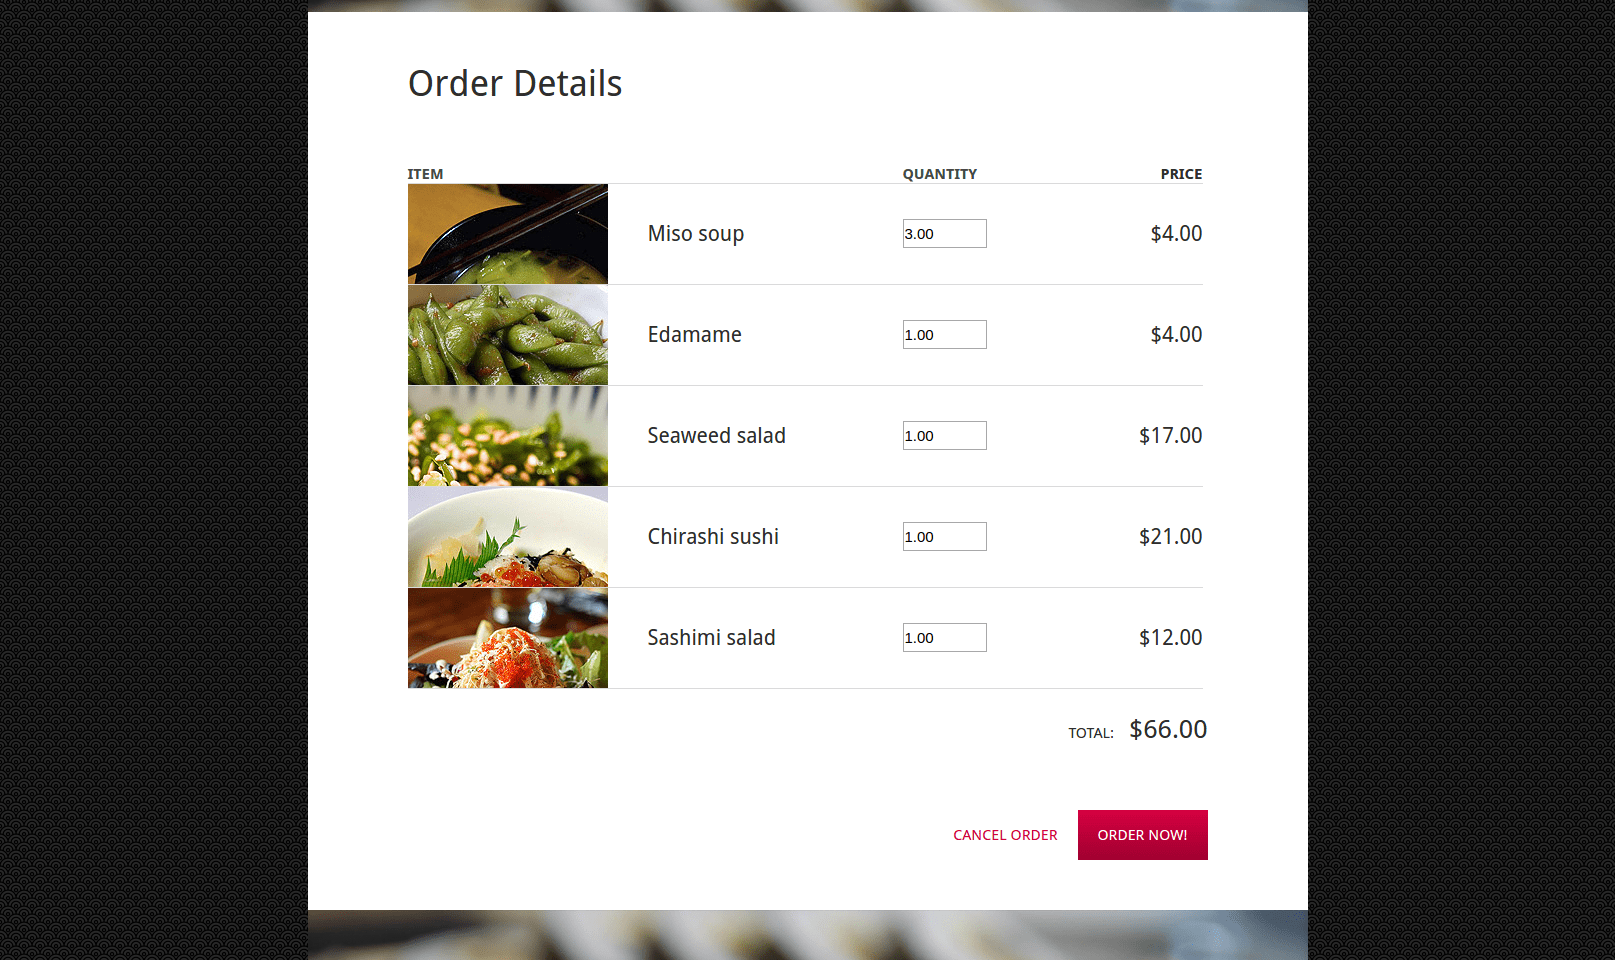 Order Details
ITEM QUANTITY PRICE
Miso soup 3.00 $4.00
Edamame 1.00 $4.00
Seaweed salad 1.00 $17.00
Chirashi sushi 1.00 $21.00
Sashimi salad 1.00 $12.00
TOTAL: $66.00
CANCEL ORDER ORDER NOW!